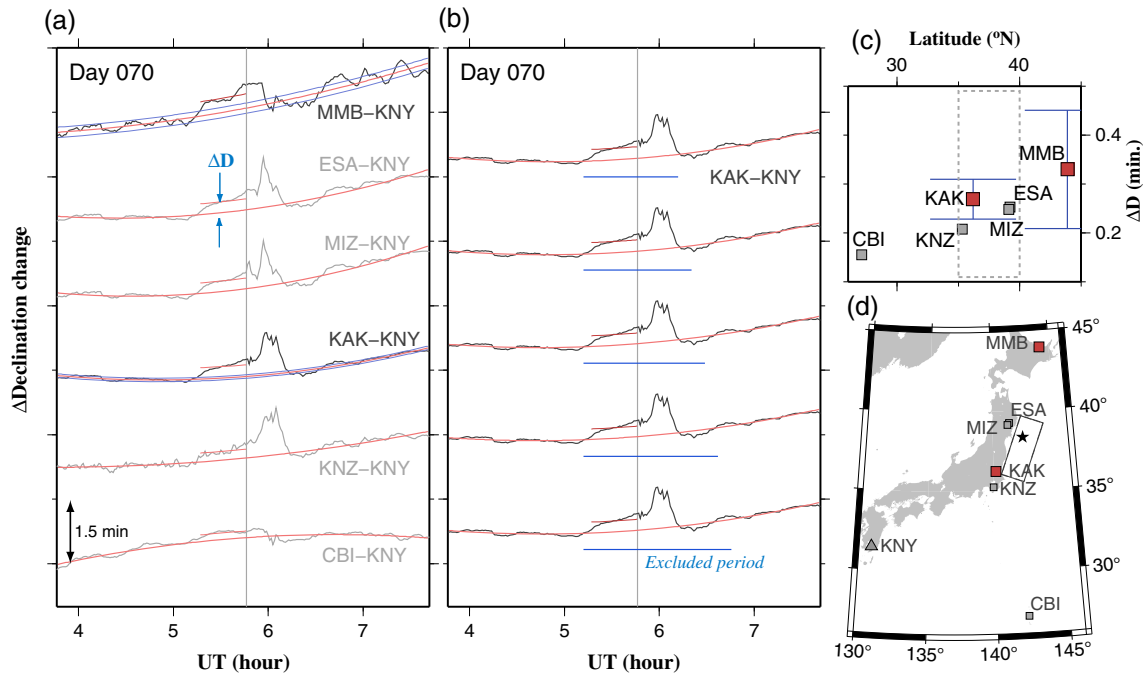 (a)
Day 070
MMB–KNY
ESA–KNY
ΔD
MIZ–KNY
KAK–KNY
KNZ–KNY
1.5 min
CBI–KNY
ΔDeclination change
4 5 6 7
UT (hour)
(b)
Day 070
KAK–KNY
Excluded period
4 5 6 7
UT (hour)
(c)
Latitude (°N)
30 40
MMB
KAK
ESA
MIZ
KNZ
CBI
0.4
0.2
ΔD (min.)
(d)
MMB
ESA
MIZ
KAK
KNZ
KNY
CBI
45°
40°
35°
30°
130° 135° 140° 145°